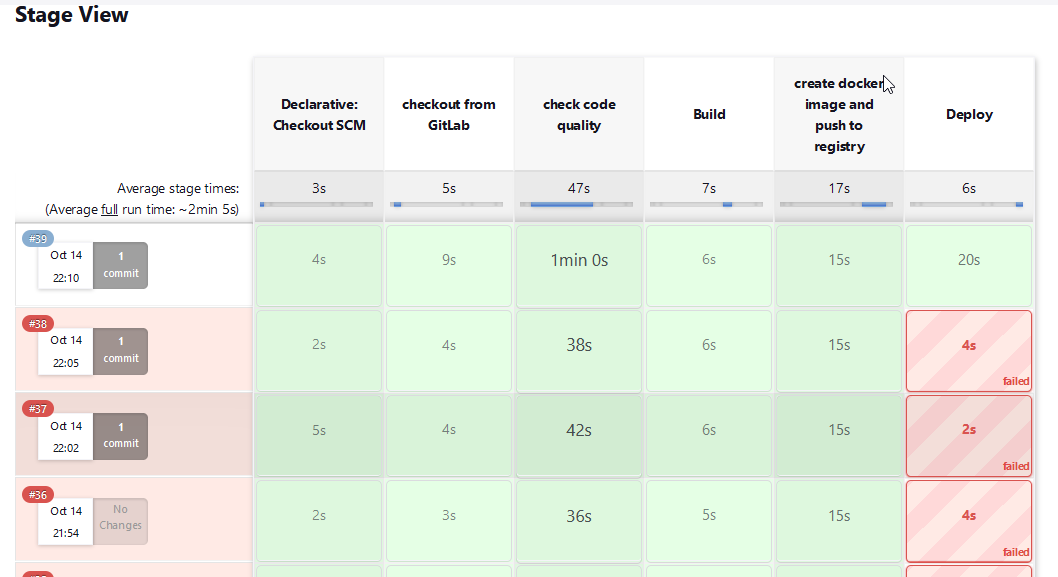 Stage View
Declarative:
Checkout SCM
checkout from
GitLab
check code
quality
Build
create docker
image and
push to
registry
Deploy
Average stage times:
(Average full run time: ~2min 5s)
3s
5s
47s
7s
17s
6s
#39
Oct 14
22:10
1
commit
4s
9s
1min 0s
6s
15s
20s
#38
Oct 14
22:05
1
commit
2s
4s
38s
6s
15s
4s
failed
#37
Oct 14
22:02
1
commit
5s
4s
42s
6s
15s
2s
failed
#36
Oct 14
21:54
No
Changes
2s
3s
36s
5s
15s
4s
failed